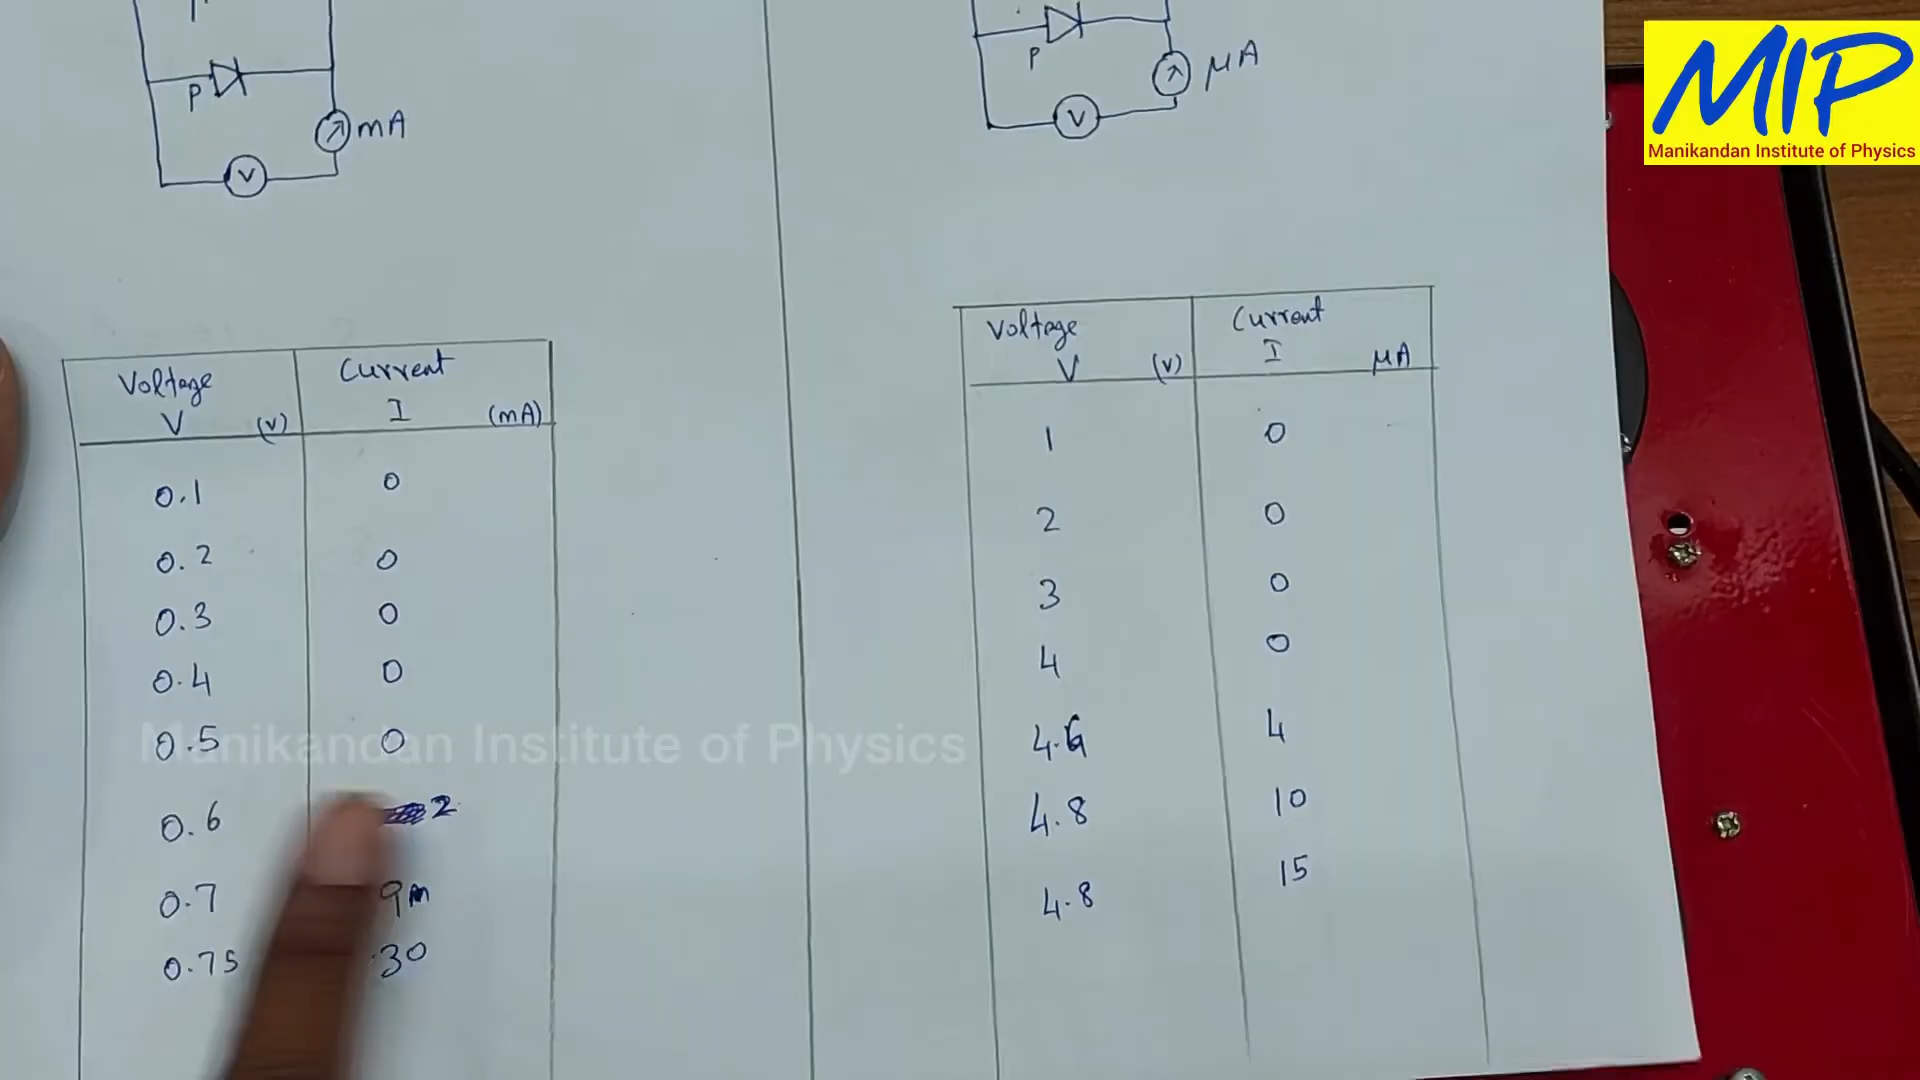 P
mA
V
P
μA
V
MIP
Manikandan Institute of Physics
Voltage Current
V (V) I (mA)
0.1 0
0.2 0
0.3 0
0.4 0
0.5 0
0.6 2
0.7 9m
0.75 30
Voltage Current
V (V) I μA
1 0
2 0
3 0
4 0
4.6 4
4.8 10
4.8 15
Manikandan Institute of Physics